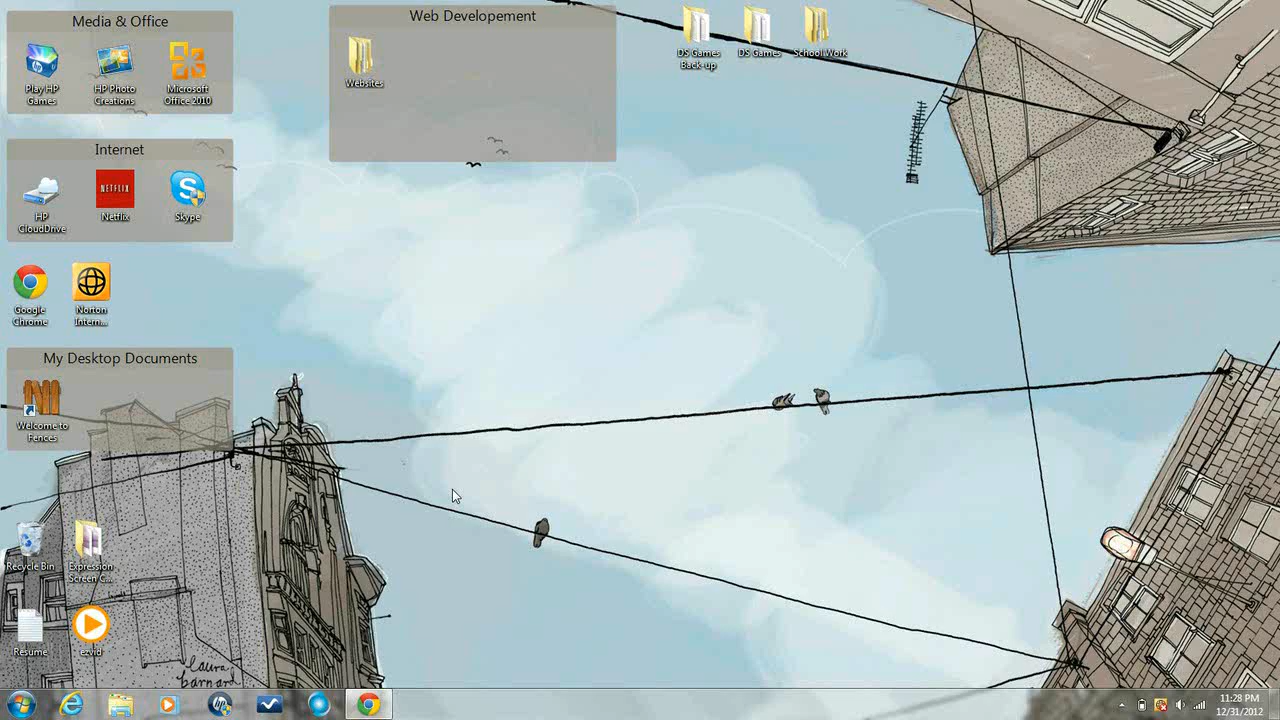 Media & Office
Play HP
Games
HP Photo
Creations
Microsoft
Office 2010
Web Developement
Websites
DS Games
Back-up
DS Games
School Work
Internet
HP
CloudDrive
NETFLIX
Netflix
Skype
Google
Chrome
Norton
Intern...
My Desktop Documents
Welcome to
Fences
Recycle Bin
Expression
Screen C...
Resume
ezvid
Laura
Barnard
11:28 PM
12/31/2012